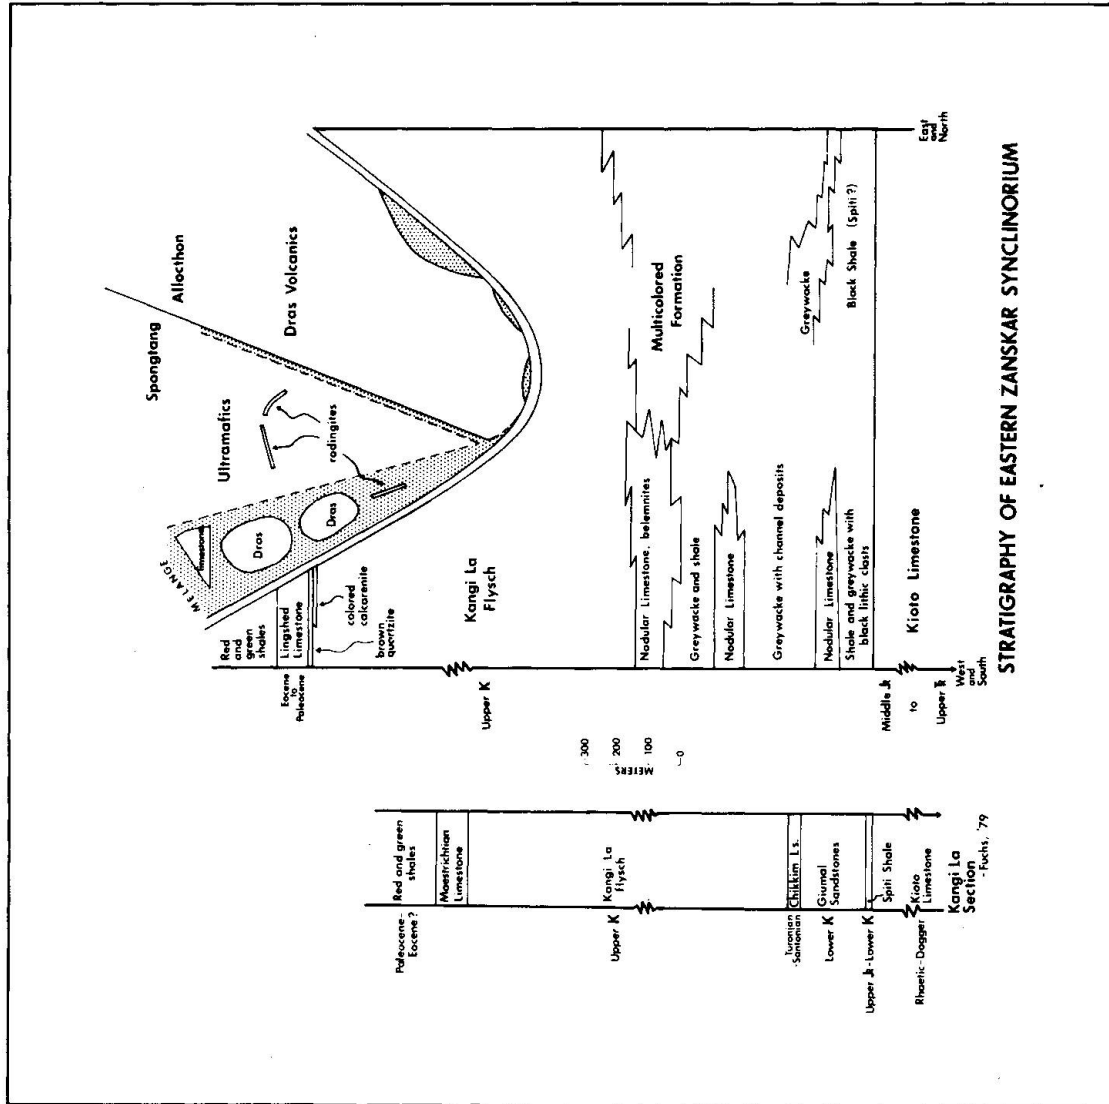 Spongtang
Allocthon
Ultramafics
Dras Volcanics
rodingites
MELANGE
limestone
Dras
Dras
Red
and
green
shales
Lingshed
Limestone
colored
calcarenite
brown
quartzite
Eocene
to
Paleocene
Kangi La
Flysch
Upper K
Multicolored
Formation
Nodular Limestone, belemnites
Greywacke and shale
Nodular Limestone
Greywacke with channel deposits
Nodular Limestone
Shale and greywacke with
black lithic clasts
Greywacke
Black Shale (Spiti?)
Kioto Limestone
Middle Jr
to
Upper Tr
West
and
South
East
and
North
STRATIGRAPHY OF EASTERN ZANSKAR SYNCLINORIUM
300
200
100
0
METERS
Red and green
shales
Paleocene-
Eocene?
Maestrichtian
Limestone
Kangi La
flysch
Upper K
Chikkim Ls.
Turonian
-Santonian
Giumal
Sandstones
Lower K
Spiti Shale
Upper Jr-Lower K
Kioto
Limestone
Rhaetic-Dogger
Kangi La
Section
-Fuchs, '79